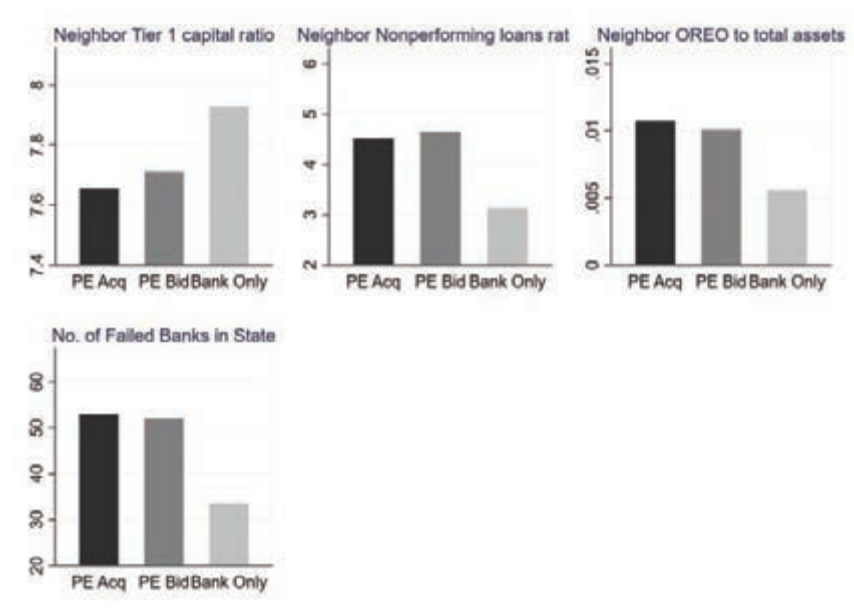 Neighbor Tier 1 capital ratio
8
7.8
7.6
7.4
PE Acq PE Bid Bank Only
Neighbor Nonperforming loans rat
6
5
4
3
2
PE Acq PE Bid Bank Only
Neighbor OREO to total assets
.015
.01
.005
0
PE Acq PE Bid Bank Only
No. of Failed Banks in State
60
50
40
30
20
PE Acq PE Bid Bank Only